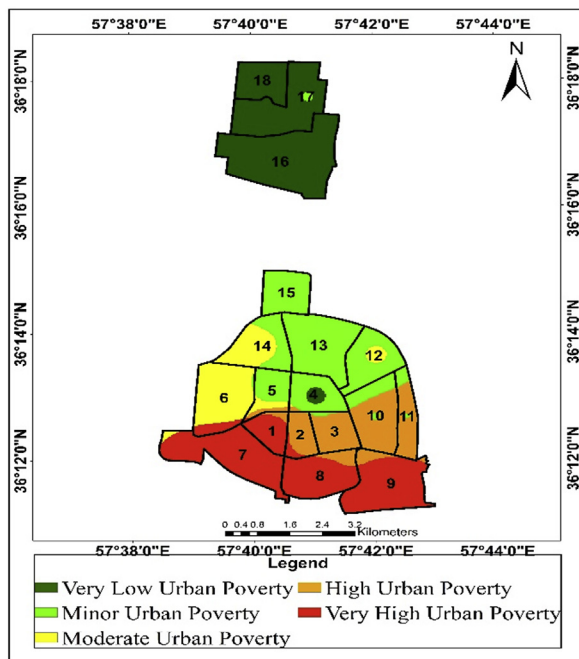 57°38'0"E 57°40'0"E 57°42'0"E 57°44'0"E
N
36°18'0"N 36°18'0"N
18
16
36°16'0"N 36°16'0"N
15
36°14'0"N 36°14'0"N
14 13 12
5 4
6
10 11
1 2 3
36°12'0"N 36°12'0"N
7 8 9
0 0.4 0.8 1.6 2.4 3.2
Kilometers
57°38'0"E 57°40'0"E 57°42'0"E 57°44'0"E
Legend
Very Low Urban Poverty High Urban Poverty
Minor Urban Poverty Very High Urban Poverty
Moderate Urban Poverty